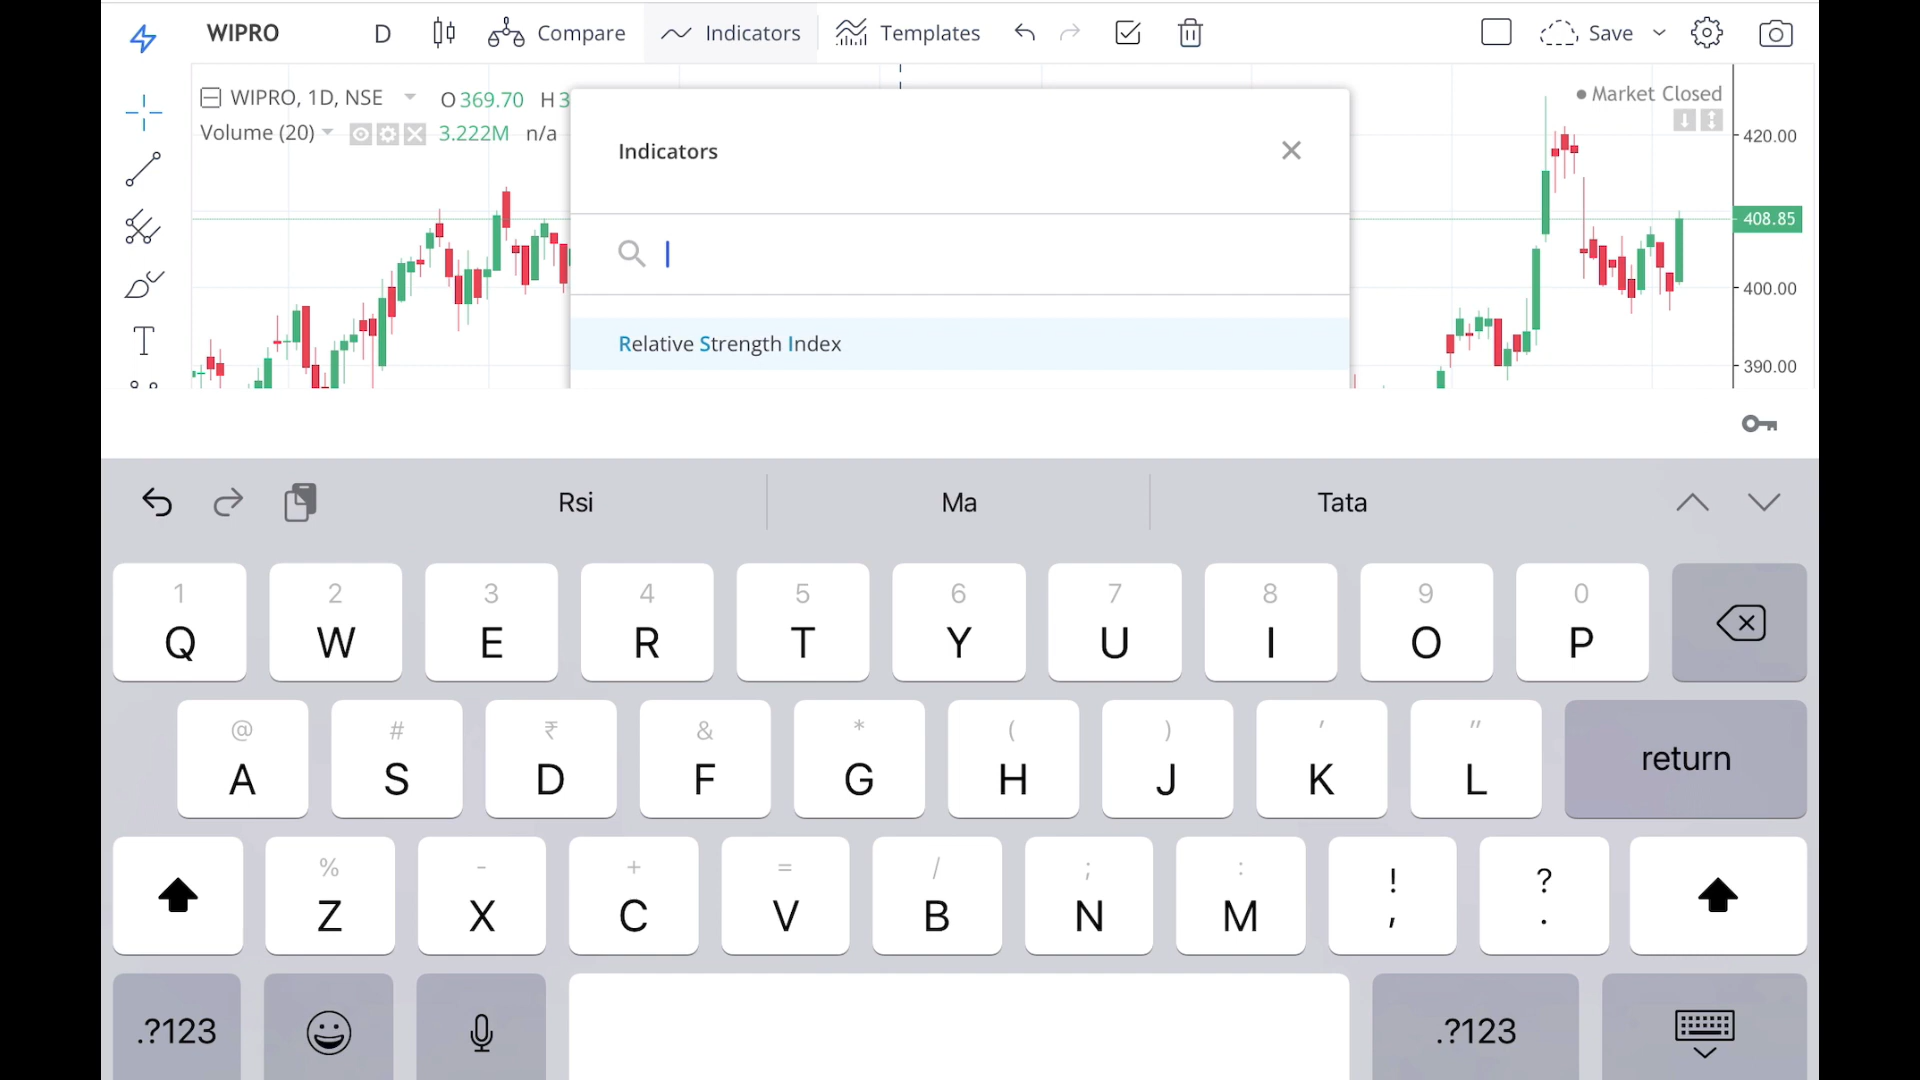 WIPRO D Compare Indicators Templates Save
WIPRO, 1D, NSE O369.70 H3
Market Closed
Volume (20) 3.222M n/a
420.00
408.85
400.00
390.00
Indicators
Relative Strength Index
Rsi Ma Tata
1 2 3 4 5 6 7 8 9 0
Q W E R T Y U I O P
@ # ₹ & * ( ) ' "
A S D F G H J K L return
% - + = / ; : ! ?
Z X C V B N M , .
.?123 .?123